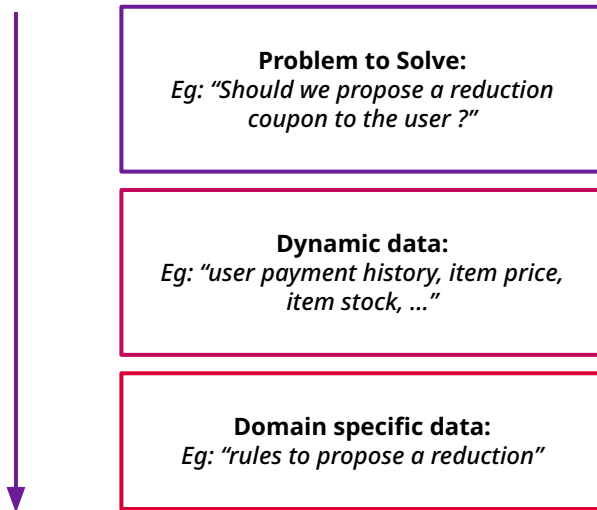 Problem to Solve:
Eg: “Should we propose a reduction
coupon to the user ?”
Dynamic data:
Eg: “user payment history, item price,
item stock, ...”
Domain specific data:
Eg: “rules to propose a reduction”